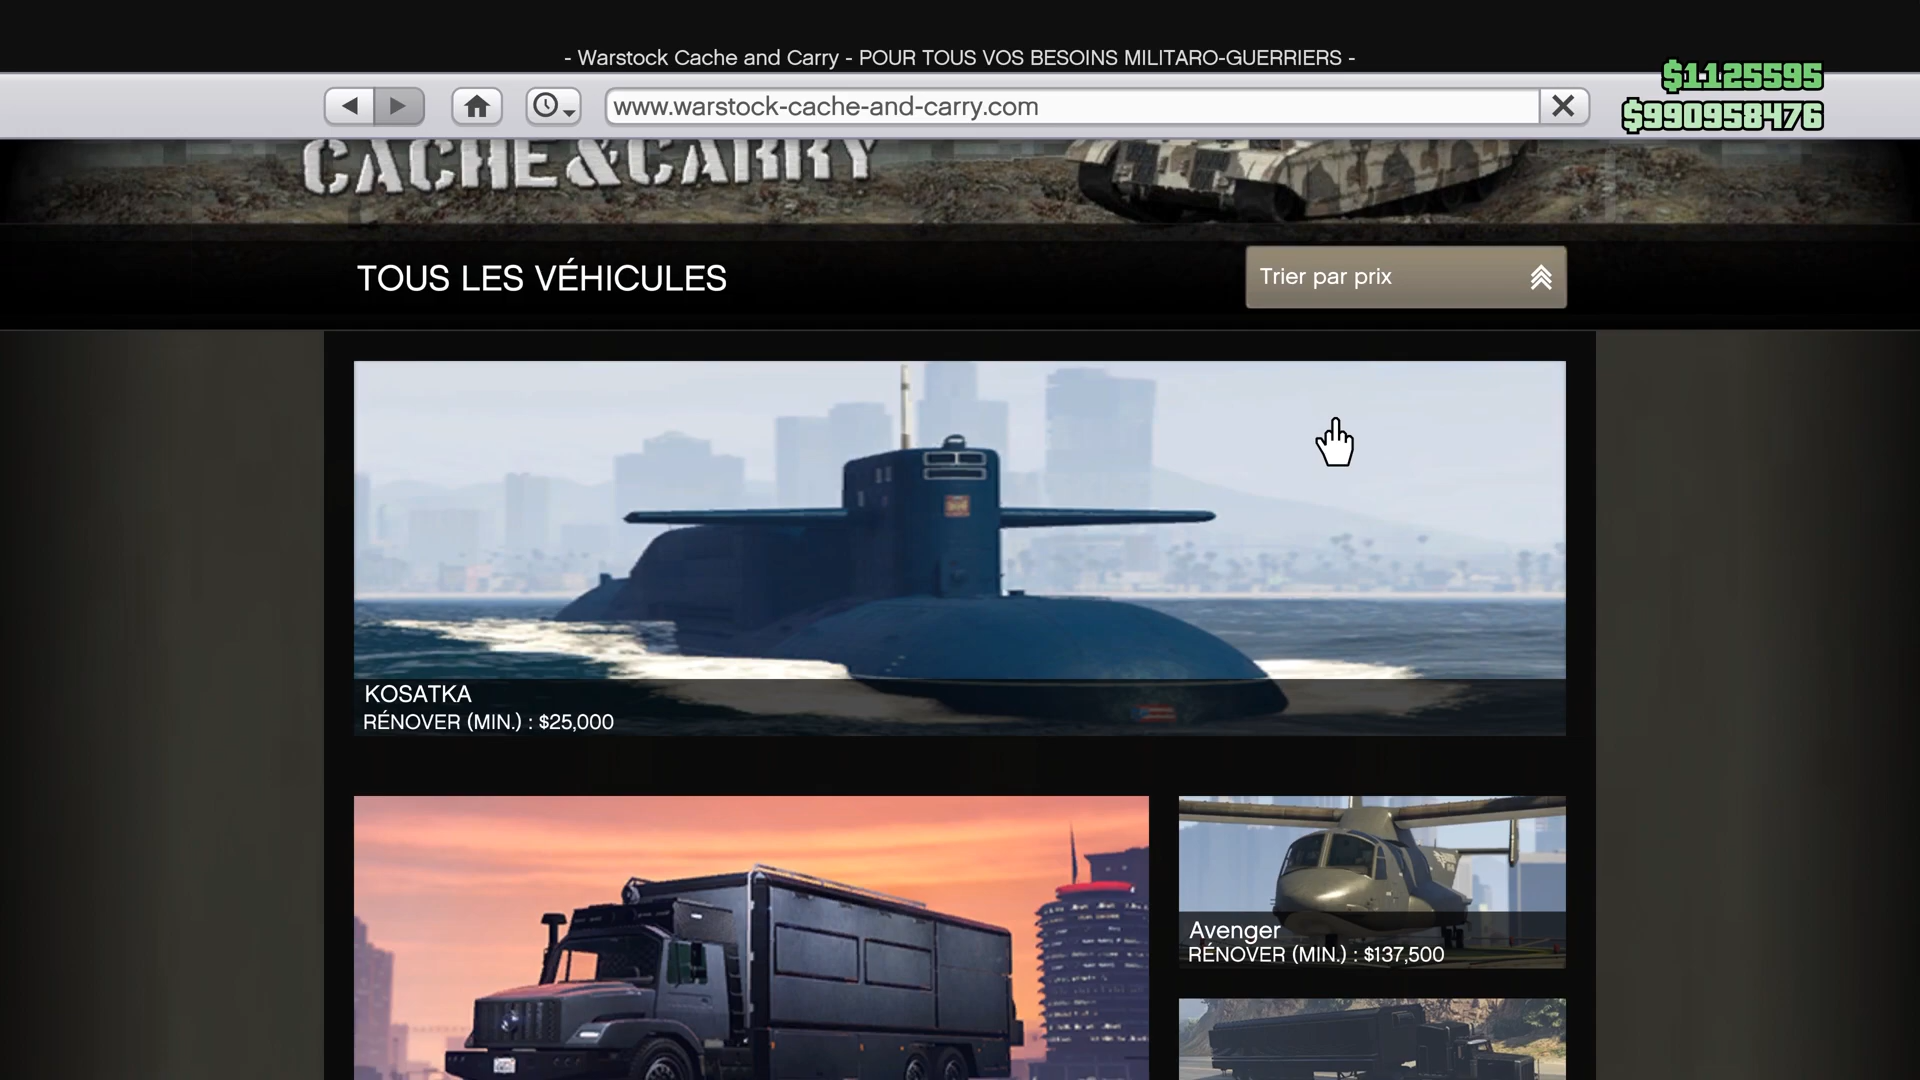 - Warstock Cache and Carry - POUR TOUS VOS BESOINS MILITARO-GUERRIERS -
$1125595
www.warstock-cache-and-carry.com
$990958476
CACHE&CARRY
TOUS LES VÉHICULES
Trier par prix
KOSATKA
RÉNOVER (MIN.) : $25,000
Avenger
RÉNOVER (MIN.) : $137,500